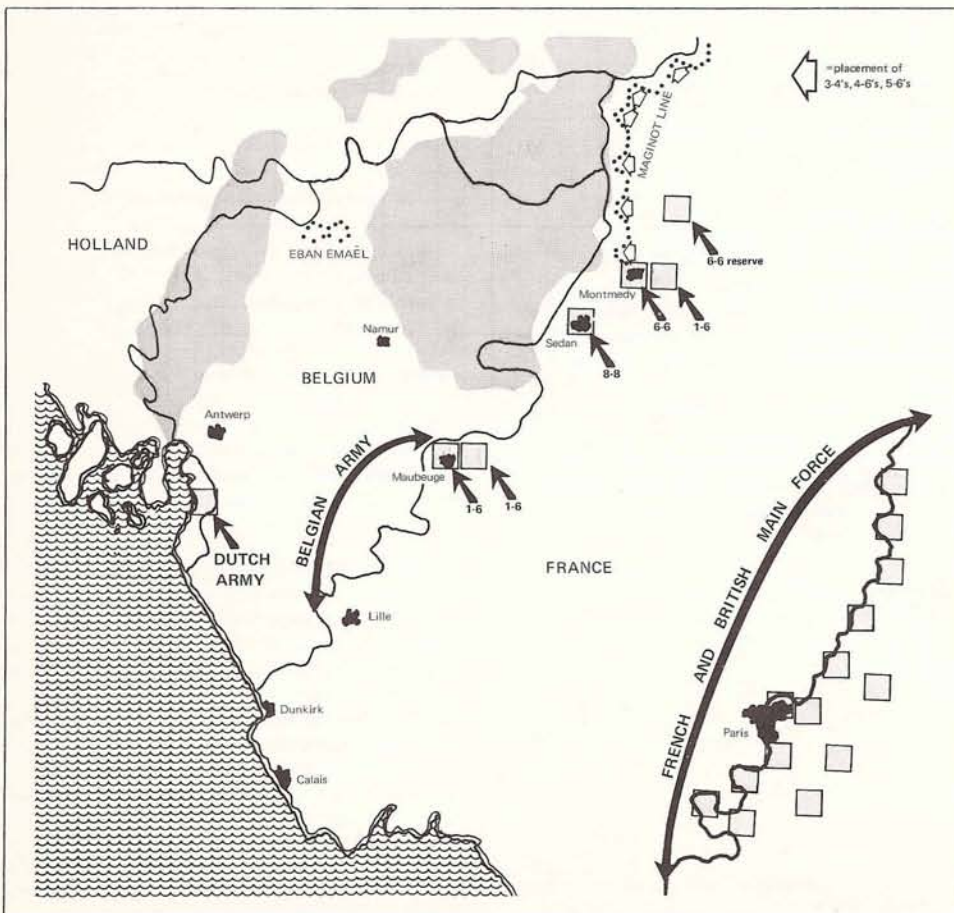 =placement of
3-4's, 4-6's, 5-6's
MAGINOT LINE
HOLLAND
EBAN EMAËL
6-6 reserve
Montmedy
6-6
1-6
Namur
Sedan
8-8
BELGIUM
Antwerp
BELGIAN ARMY
Maubeuge
1-6
1-6
DUTCH
ARMY
FRANCE
FRENCH AND BRITISH MAIN FORCE
Lille
Dunkirk
Paris
Calais